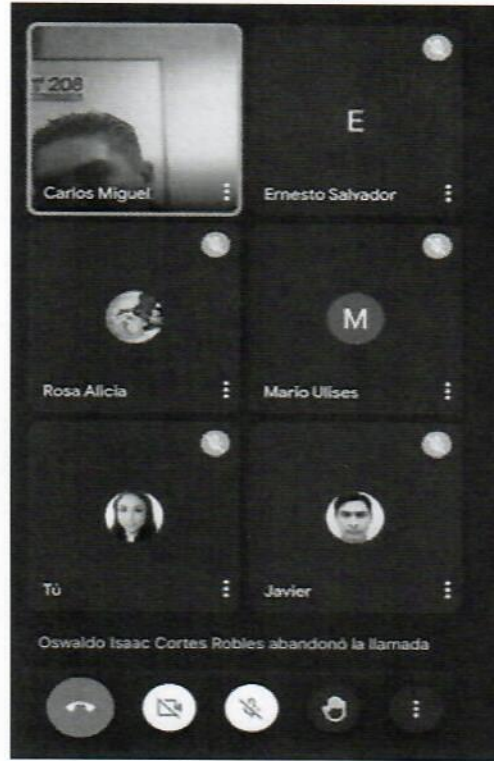 208
Carlos Miguel
E
Ernesto Salvador
Rosa Alicia
M
Mario Ulises
Tú
Javier
Oswaldo Isaac Cortes Robles abandonó la llamada